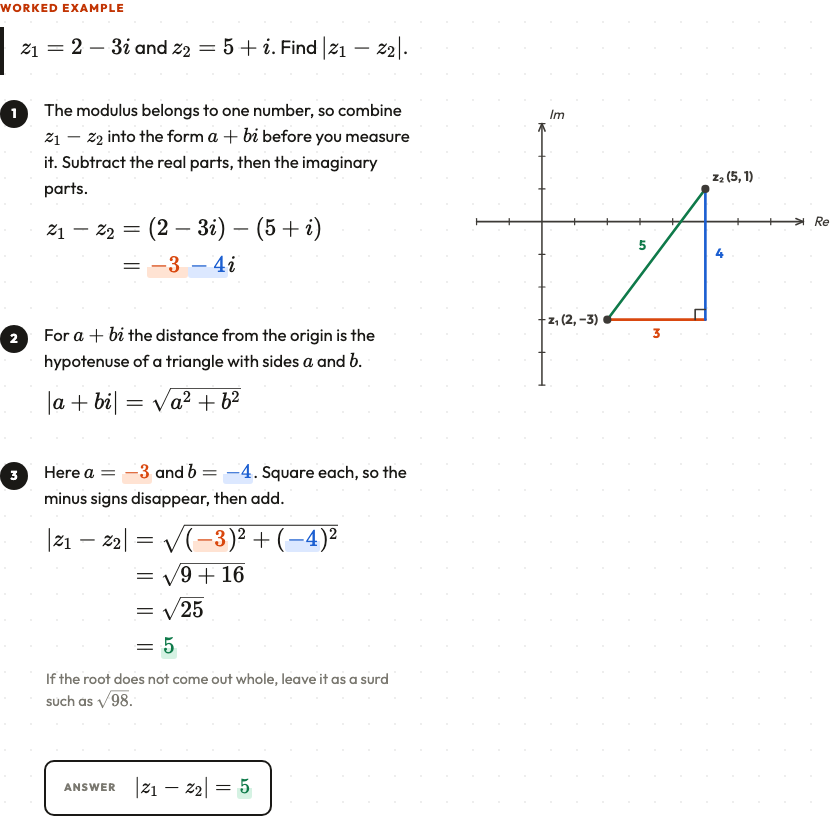 WORKED EXAMPLE
z₁ = 2 − 3i and z₂ = 5 + i. Find |z₁ − z₂|.
1
The modulus belongs to one number, so combine
z₁ − z₂ into the form a + bi before you measure
it. Subtract the real parts, then the imaginary
parts.
z₁ − z₂ = (2 − 3i) − (5 + i)
= −3 − 4i
2
For a + bi the distance from the origin is the
hypotenuse of a triangle with sides a and b.
|a + bi| = √(a² + b²)
3
Here a = −3 and b = −4. Square each, so the
minus signs disappear, then add.
|z₁ − z₂| = √((−3)² + (−4)²)
= √(9 + 16)
= √25
= 5
If the root does not come out whole, leave it as a surd
such as √98.
ANSWER |z₁ − z₂| = 5
Im
z₂ (5, 1)
Re
5
4
z₁ (2, −3)
3